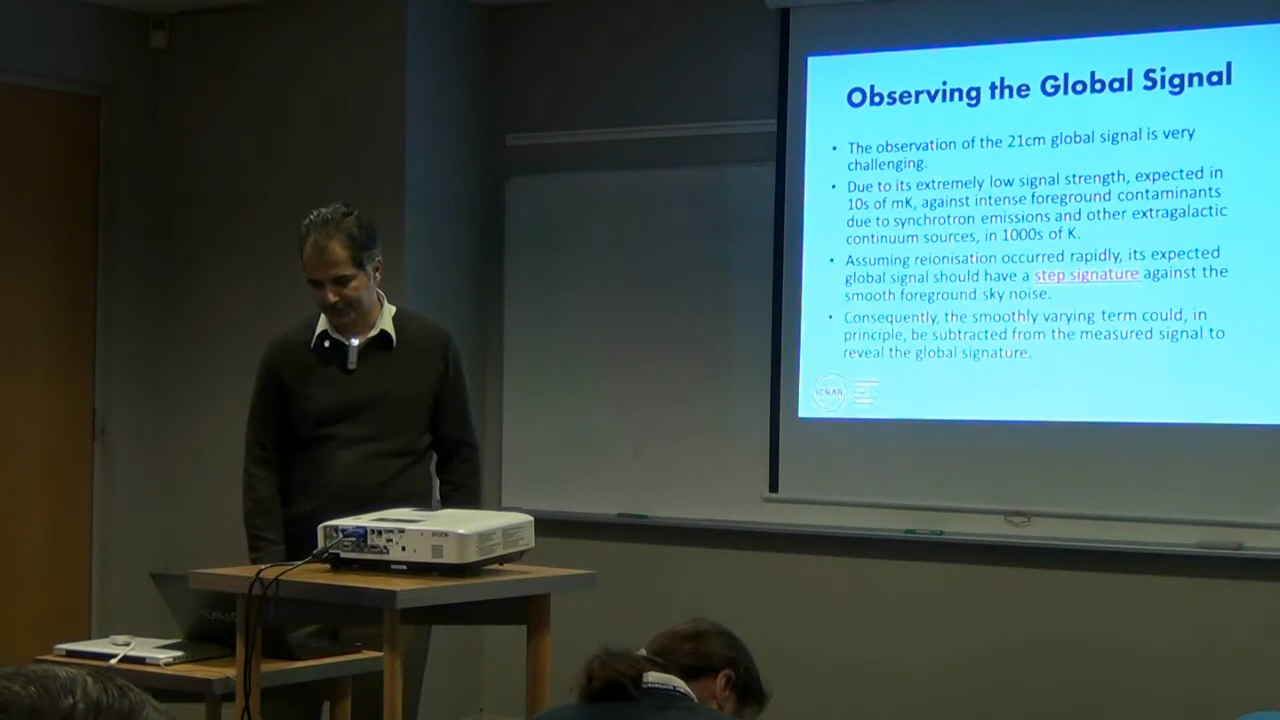 Observing the Global Signal
• The observation of the 21cm global signal is very
challenging.
• Due to its extremely low signal strength, expected in
10s of mK, against intense foreground contaminants
due to synchrotron emissions and other extragalactic
continuum sources, in 1000s of K.
• Assuming reionisation occurred rapidly, its expected
global signal should have a step signature against the
smooth foreground sky noise.
• Consequently, the smoothly varying term could, in
principle, be subtracted from the measured signal to
reveal the global signature.
ICRAR
EPSON